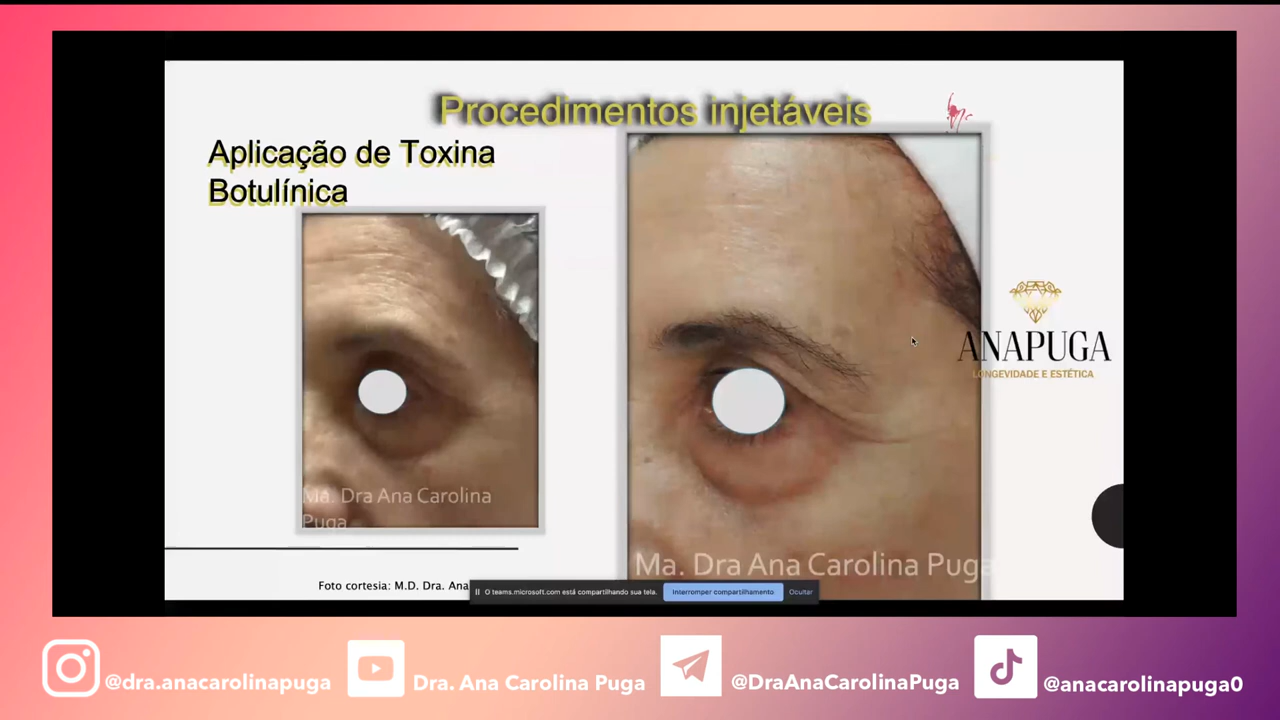 Procedimentos injetáveis
Aplicação de Toxina
Botulínica
Ma. Dra Ana Carolina
Puga
Ma. Dra Ana Carolina Puga
ANAPUGA
LONGEVIDADE E ESTÉTICA
Foto cortesia: M.D. Dra. Ana
O teams.microsoft.com está compartilhando sua tela.
Interromper compartilhamento
Ocultar
@dra.anacarolinapuga
Dra. Ana Carolina Puga
@DraAnaCarolinaPuga
@anacarolinapuga0